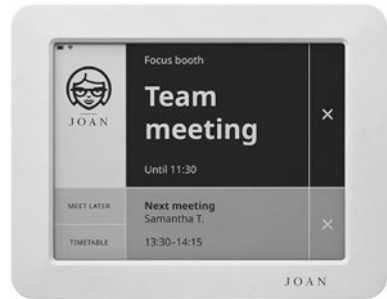 JOAN
Focus booth
Team
meeting
Until 11:30
MEET LATER
TIMETABLE
Next meeting
Samantha T.
13:30–14:15
JOAN